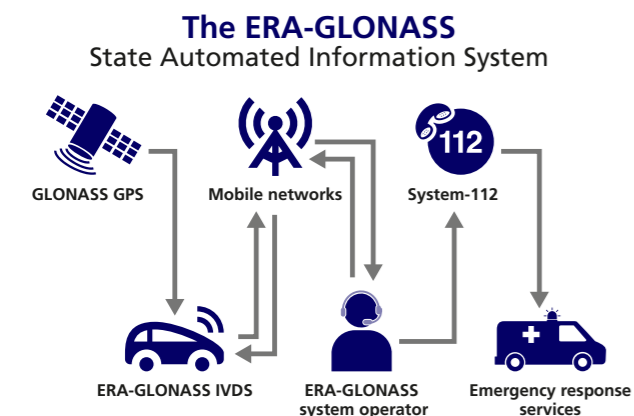 The ERA-GLONASS
State Automated Information System
112
GLONASS GPS
Mobile networks
System-112
ERA-GLONASS IVDS
ERA-GLONASS
system operator
Emergency response
services